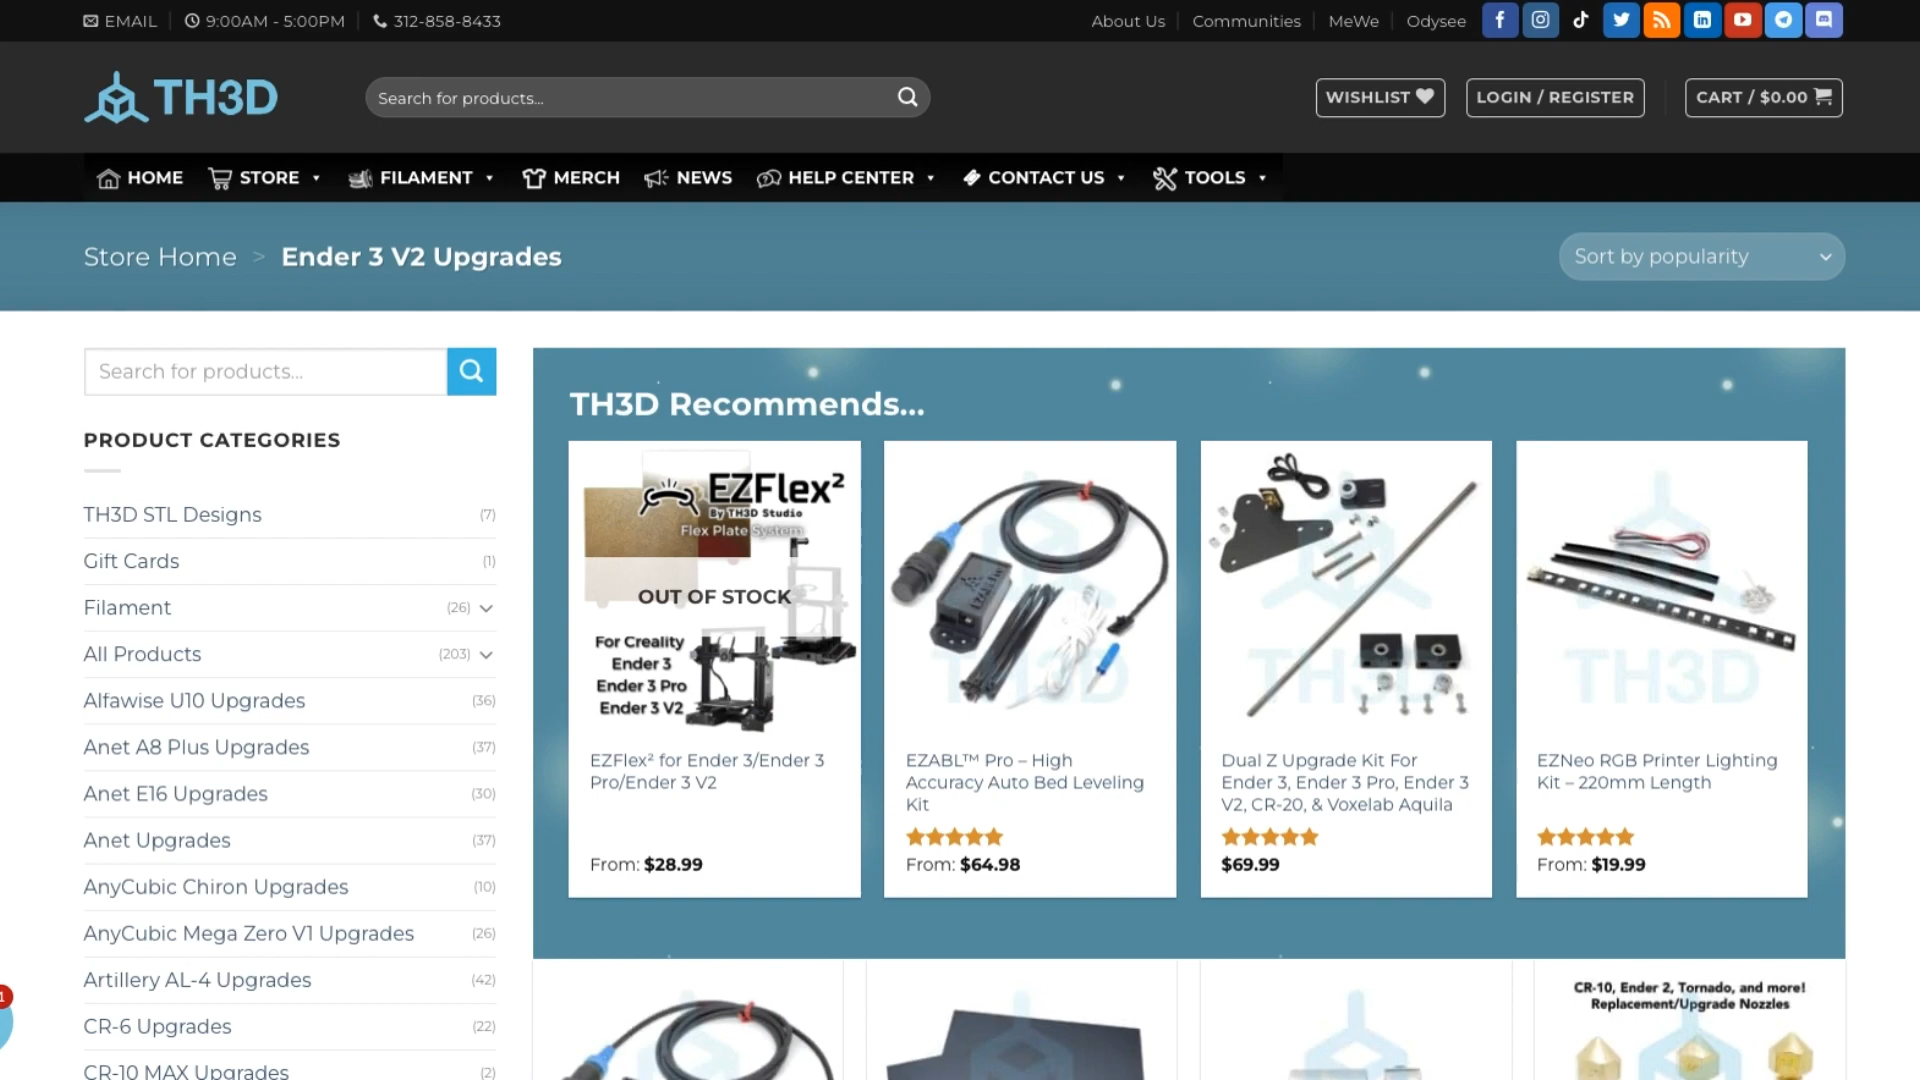 EMAIL
9:00AM - 5:00PM
312-858-8433
About Us
Communities
MeWe
Odysee
TH3D
Search for products...
WISHLIST
LOGIN / REGISTER
CART / $0.00
HOME
STORE
FILAMENT
MERCH
NEWS
HELP CENTER
CONTACT US
TOOLS
Store Home > Ender 3 V2 Upgrades
Sort by popularity
Search for products...
PRODUCT CATEGORIES
TH3D STL Designs (7)
Gift Cards (1)
Filament (26)
All Products (203)
Alfawise U10 Upgrades (36)
Anet A8 Plus Upgrades (37)
Anet E16 Upgrades (30)
Anet Upgrades (37)
AnyCubic Chiron Upgrades (10)
AnyCubic Mega Zero V1 Upgrades (26)
Artillery AL-4 Upgrades (42)
CR-6 Upgrades (22)
CR-10 MAX Upgrades (2)
1
TH3D Recommends...
EZFlex²
By TH3D Studio
Flex Plate System
OUT OF STOCK
For Creality
Ender 3
Ender 3 Pro
Ender 3 V2
EZFlex² for Ender 3/Ender 3
Pro/Ender 3 V2
From: $28.99
EZABL
TH3D
EZABL™ Pro – High
Accuracy Auto Bed Leveling
Kit
From: $64.98
TH3D
Dual Z Upgrade Kit For
Ender 3, Ender 3 Pro, Ender 3
V2, CR-20, & Voxelab Aquila
$69.99
TH3D
EZNeo RGB Printer Lighting
Kit – 220mm Length
From: $19.99
CR-10, Ender 2, Tornado, and more!
Replacement/Upgrade Nozzles